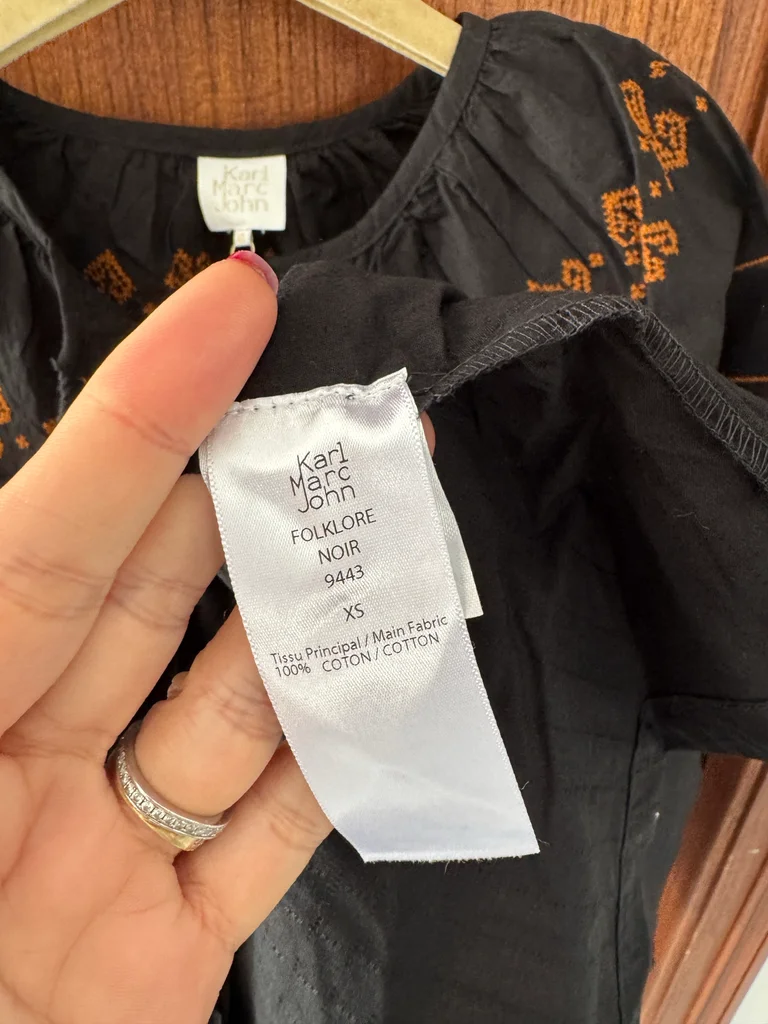 Karl
Marc
John
Karl
Marc
John
FOLKLORE
NOIR
9443
XS
Tissu Principal / Main Fabric
100% COTON / COTTON